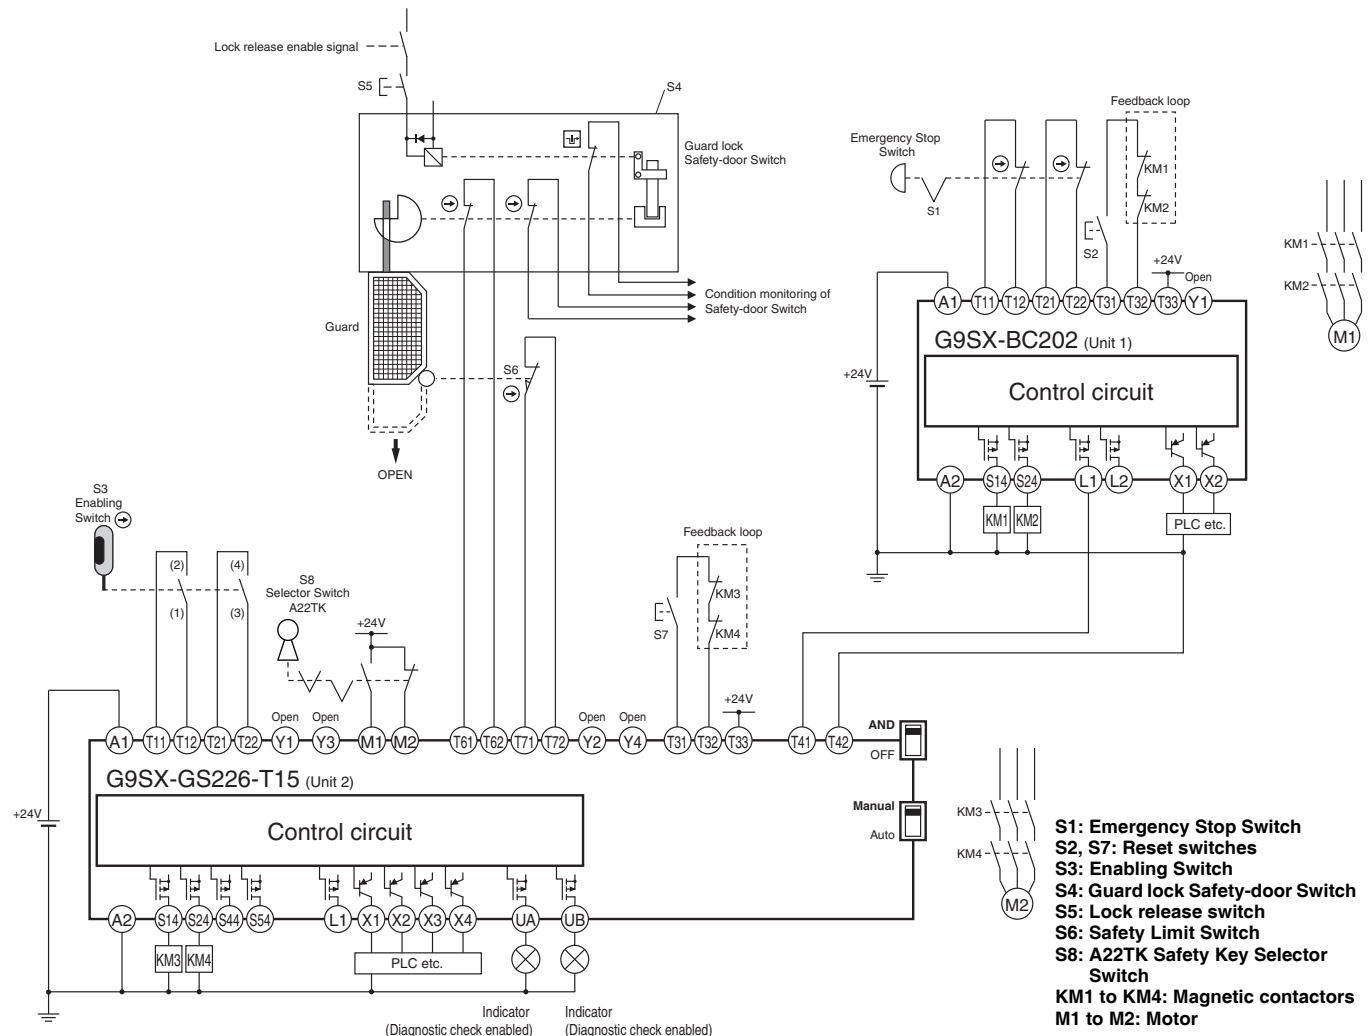 Lock release enable signal
S5
S4
Guard lock
Safety-door Switch
Condition monitoring of
Safety-door Switch
Guard
S6
OPEN
Emergency Stop
Switch
S1
Feedback loop
KM1
KM2
S2
+24V
Open
A1 T11 T12 T21 T22 T31 T32 T33 Y1
G9SX-BC202 (Unit 1)
+24V
Control circuit
A2 S14 S24 L1 L2 X1 X2
KM1 KM2
PLC etc.
KM1
KM2
M1
S3
Enabling
Switch
(2)
(4)
(1)
(3)
S8
Selector Switch
A22TK
+24V
Feedback loop
KM3
KM4
S7
+24V
Open Open
Open Open
A1 T11 T12 T21 T22 Y1 Y3 M1 M2 T61 T62 T71 T72 Y2 Y4 T31 T32 T33 T41 T42
AND
OFF
G9SX-GS226-T15 (Unit 2)
+24V
Control circuit
Manual
Auto
A2 S14 S24 S44 S54 L1 X1 X2 X3 X4 UA UB
KM3 KM4
PLC etc.
Indicator
(Diagnostic check enabled)
Indicator
(Diagnostic check enabled)
KM3
KM4
M2
S1: Emergency Stop Switch
S2, S7: Reset switches
S3: Enabling Switch
S4: Guard lock Safety-door Switch
S5: Lock release switch
S6: Safety Limit Switch
S8: A22TK Safety Key Selector
Switch
KM1 to KM4: Magnetic contactors
M1 to M2: Motor